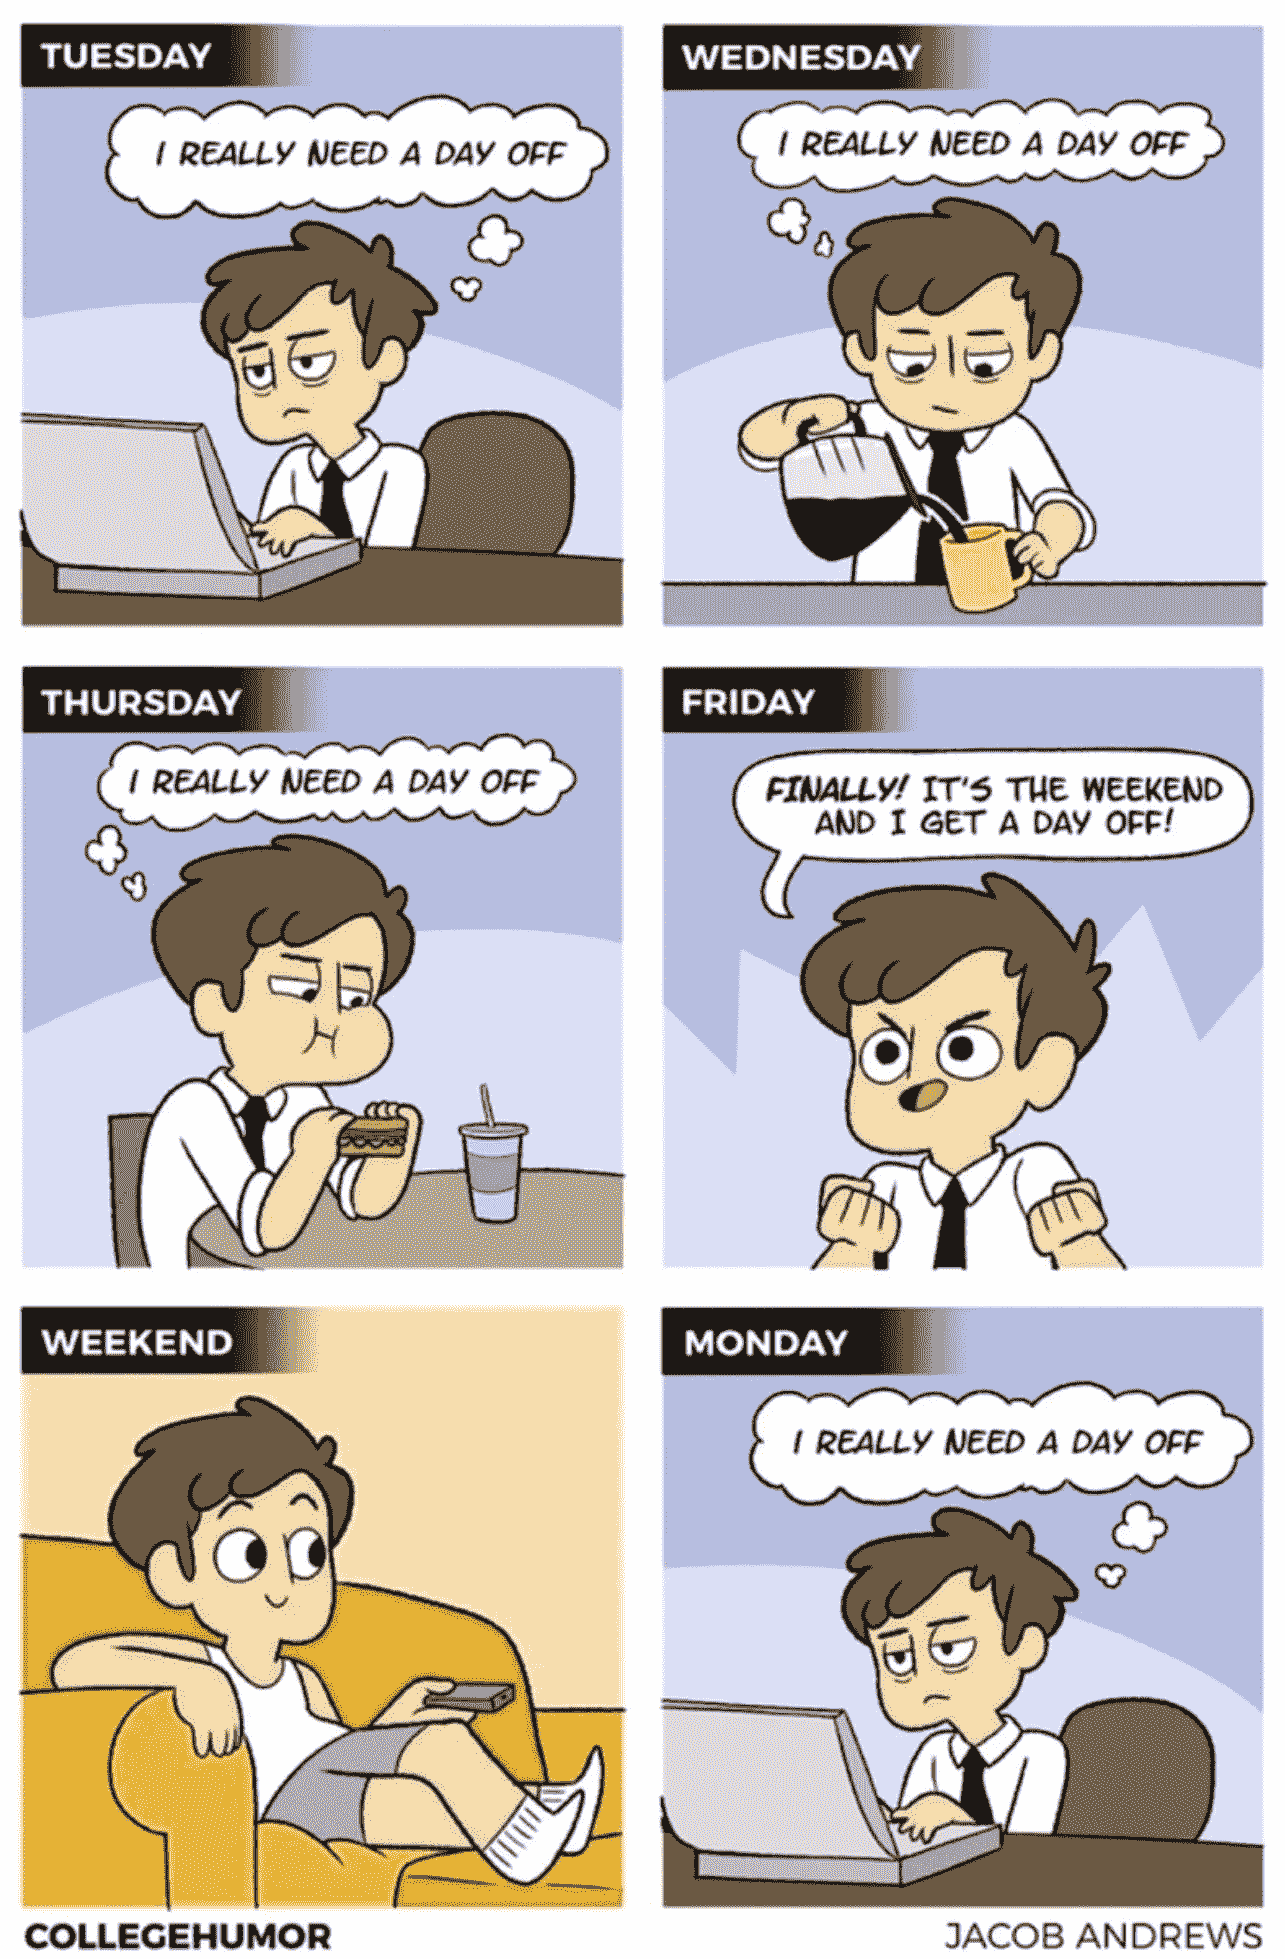 TUESDAY
I REALLY NEED A DAY OFF
WEDNESDAY
I REALLY NEED A DAY OFF
THURSDAY
I REALLY NEED A DAY OFF
FRIDAY
FINALLY! IT'S THE WEEKEND
AND I GET A DAY OFF!
WEEKEND
MONDAY
I REALLY NEED A DAY OFF
COLLEGEHUMOR
JACOB ANDREWS